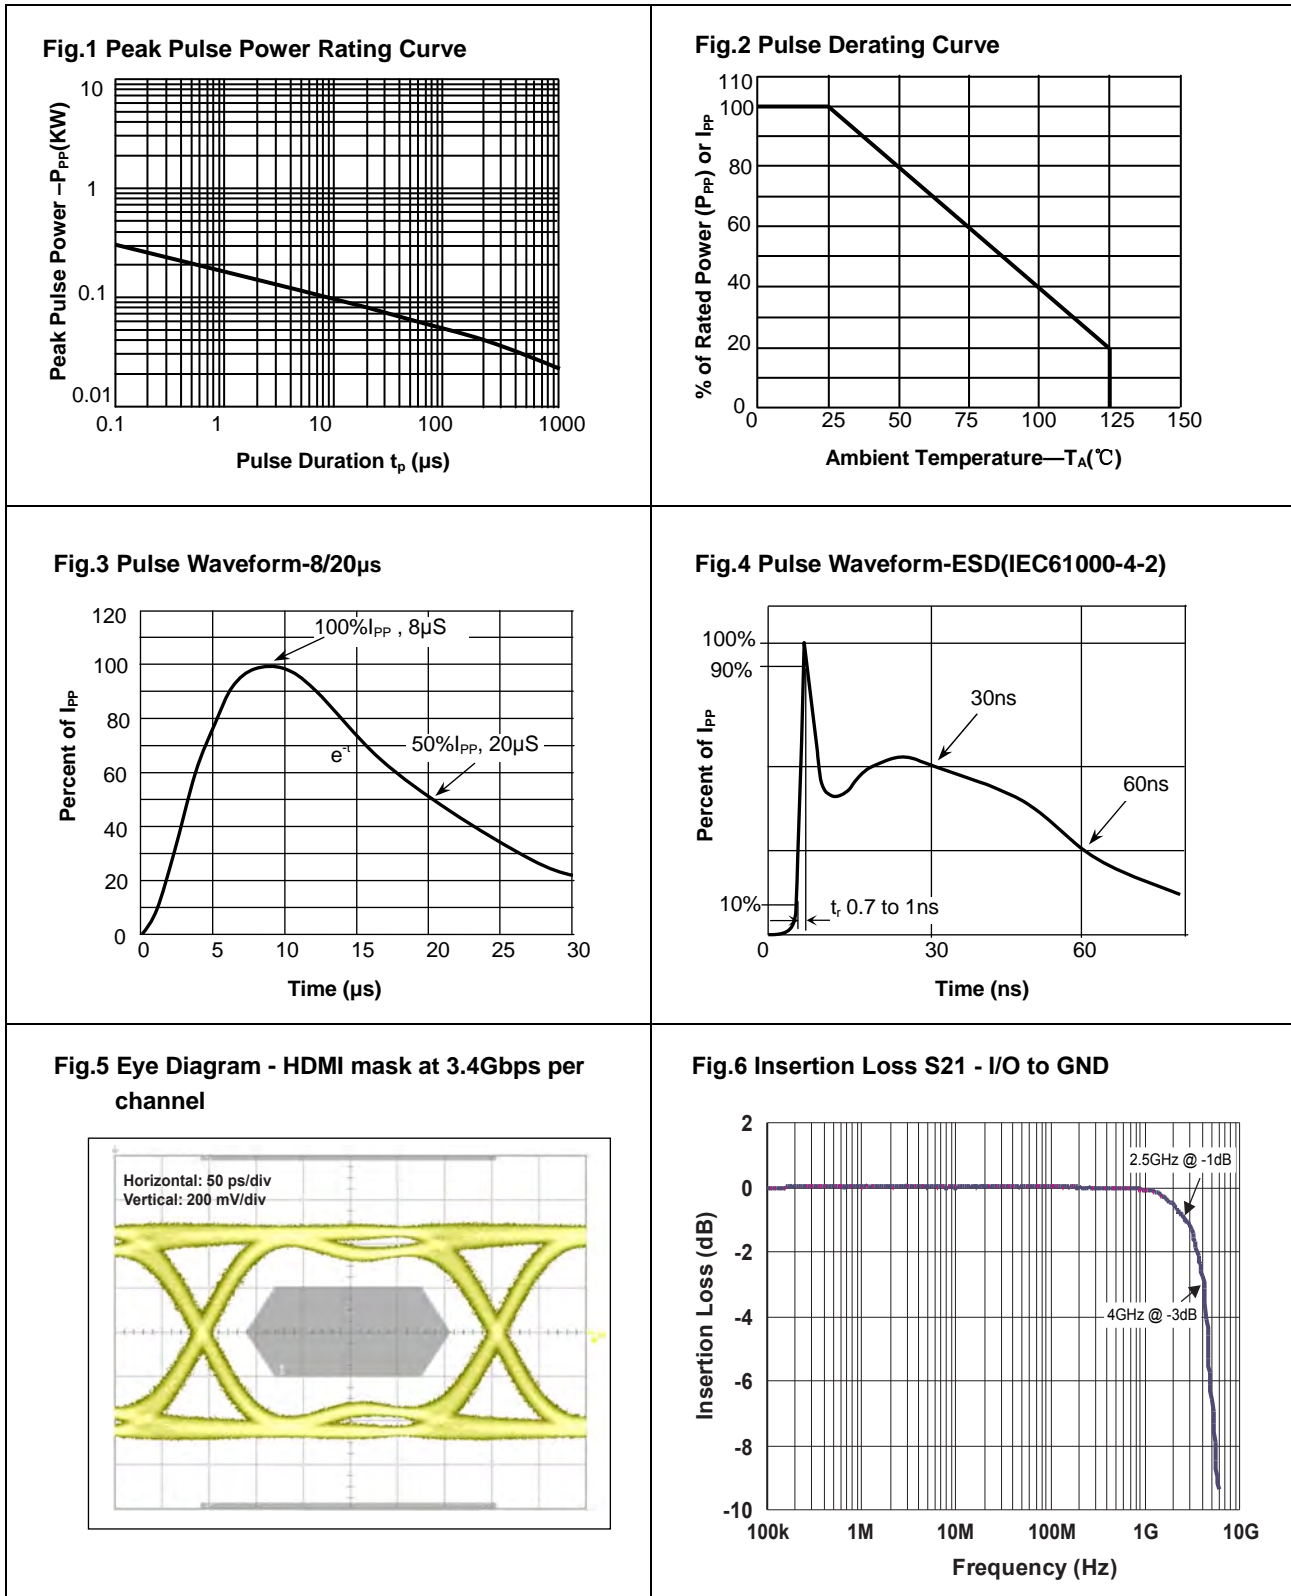 Fig.1 Peak Pulse Power Rating Curve
Peak Pulse Power –PPP(KW)
10
1
0.1
0.01
0.1 1 10 100 1000
Pulse Duration tp (µs)
Fig.2 Pulse Derating Curve
% of Rated Power (PPP) or IPP
110
100
80
60
40
20
0
0 25 50 75 100 125 150
Ambient Temperature—TA(℃)
Fig.3 Pulse Waveform-8/20µs
Percent of IPP
120
100
80
60
40
20
0
100%IPP , 8µS
e-t
50%IPP, 20µS
0 5 10 15 20 25 30
Time (µs)
Fig.4 Pulse Waveform-ESD(IEC61000-4-2)
Percent of IPP
100%
90%
10%
30ns
60ns
tr 0.7 to 1ns
0 30 60
Time (ns)
Fig.5 Eye Diagram - HDMI mask at 3.4Gbps per
channel
Horizontal: 50 ps/div
Vertical: 200 mV/div
Fig.6 Insertion Loss S21 - I/O to GND
Insertion Loss (dB)
2
0
-2
-4
-6
-8
-10
2.5GHz @ -1dB
4GHz @ -3dB
100k 1M 10M 100M 1G 10G
Frequency (Hz)